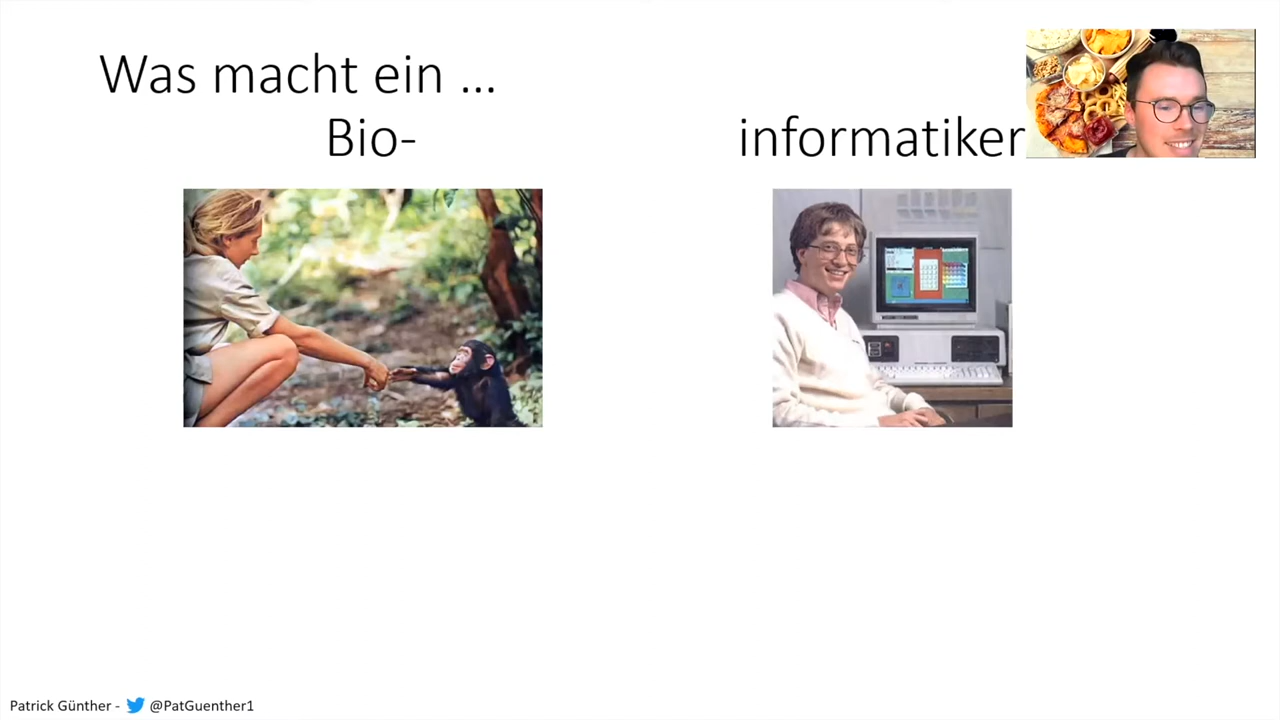 Was macht ein ...
Bio- informatiker
Patrick Günther - @PatGuenther1